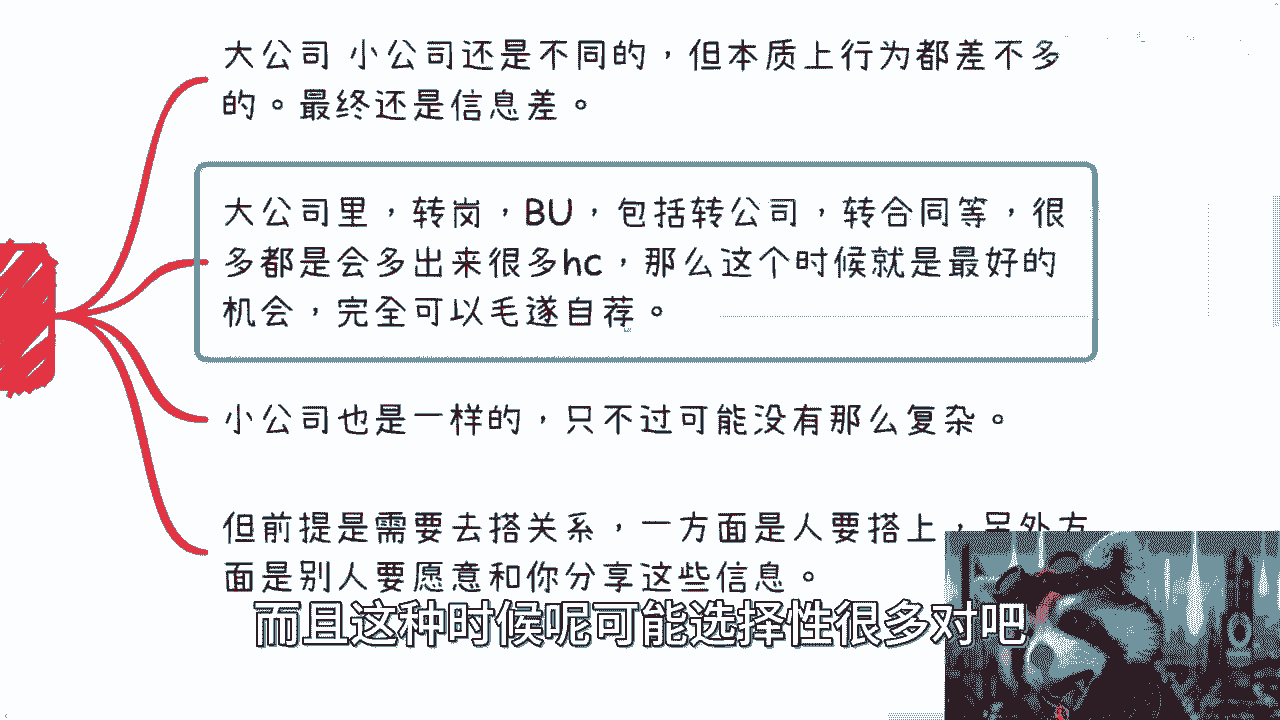 大公司 小公司还是不同的，但本质上行为都差不多
的。最终还是信息差。
大公司里，转岗，BU，包括转公司，转合同等，很
多都是会多出来很多hc，那么这个时候就是最好的
机会，完全可以毛遂自荐。
小公司也是一样的，只不过可能没有那么复杂。
但前提是需要去搭关系，一方面是人要搭上，另外方
面是别人要愿意和你分享这些信息。
而且这种时候呢可能选择性很多对吧